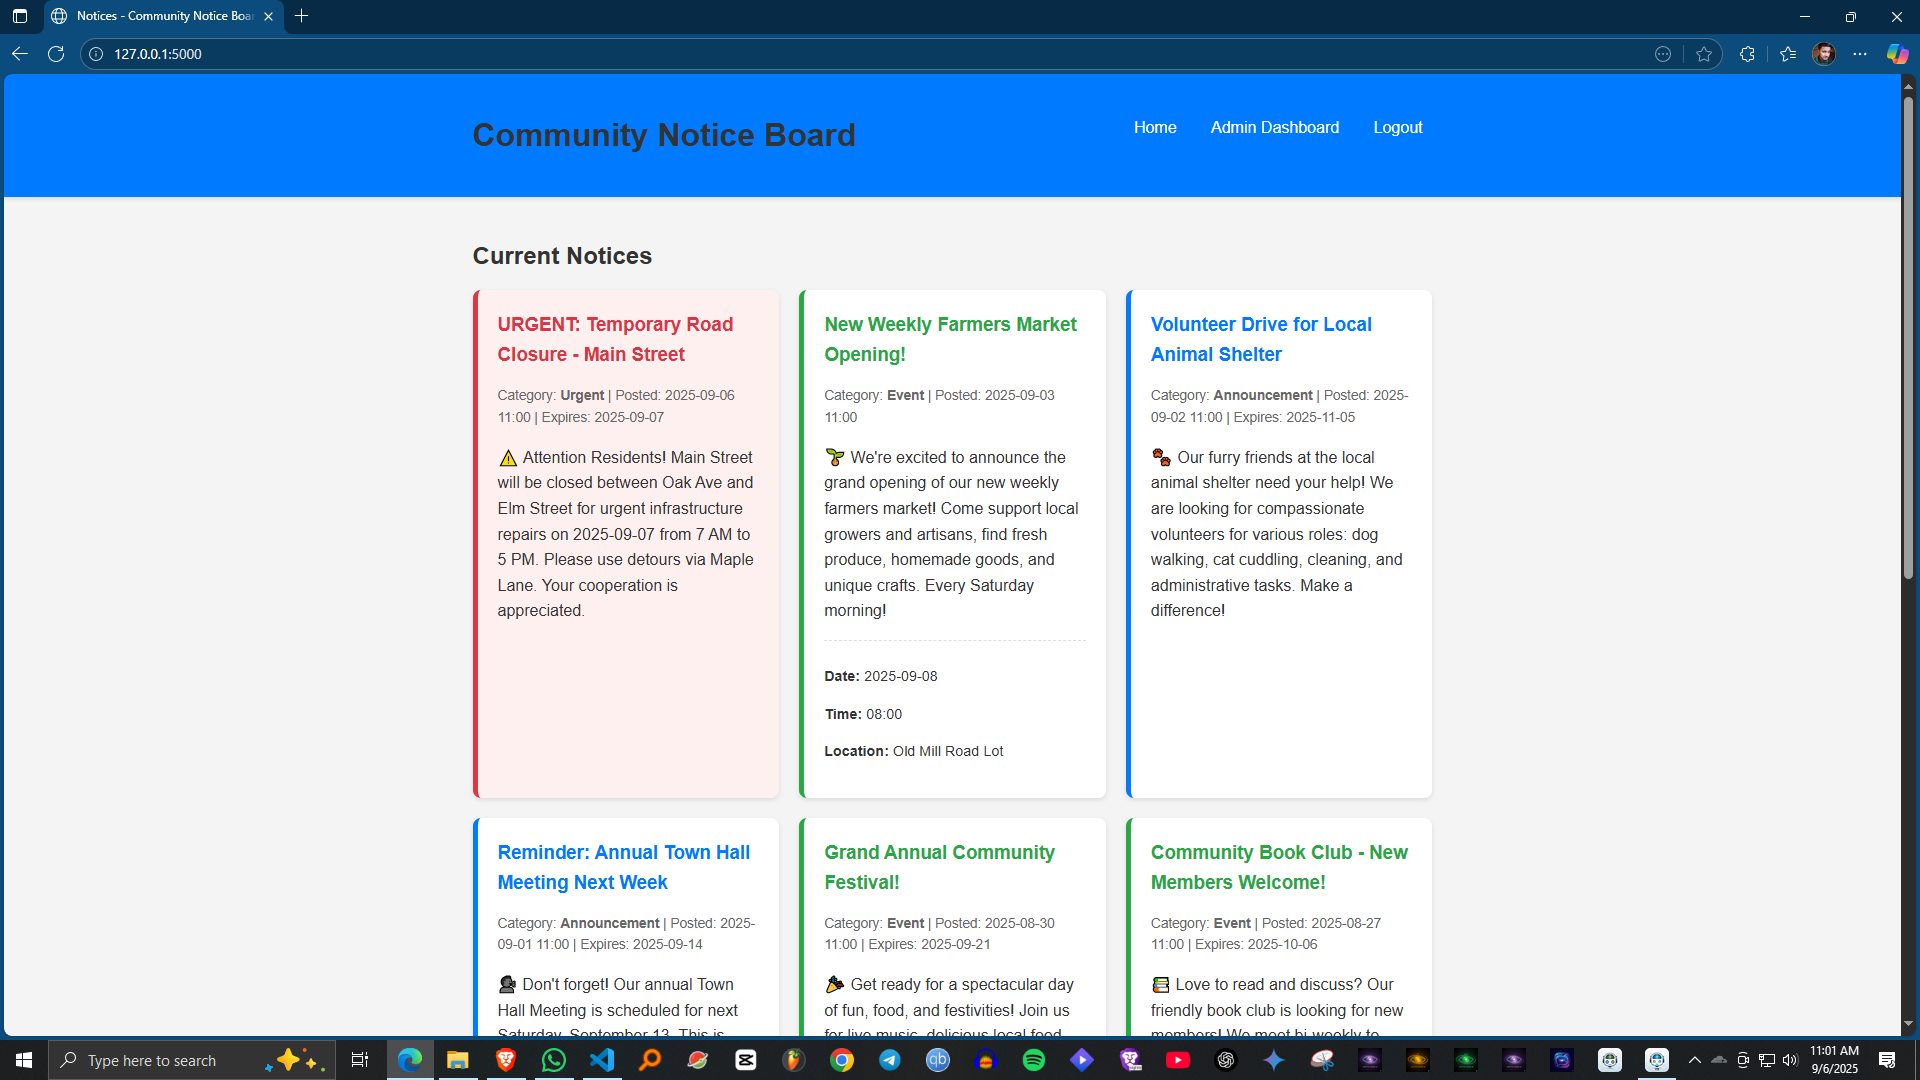 Notices - Community Notice Boar
127.0.0.1:5000
Community Notice Board
Home
Admin Dashboard
Logout
Current Notices
URGENT: Temporary Road
Closure - Main Street
Category: Urgent | Posted: 2025-09-06
11:00 | Expires: 2025-09-07
⚠️ Attention Residents! Main Street
will be closed between Oak Ave and
Elm Street for urgent infrastructure
repairs on 2025-09-07 from 7 AM to
5 PM. Please use detours via Maple
Lane. Your cooperation is
appreciated.
New Weekly Farmers Market
Opening!
Category: Event | Posted: 2025-09-03
11:00
🌱 We're excited to announce the
grand opening of our new weekly
farmers market! Come support local
growers and artisans, find fresh
produce, homemade goods, and
unique crafts. Every Saturday
morning!
Date: 2025-09-08
Time: 08:00
Location: Old Mill Road Lot
Volunteer Drive for Local
Animal Shelter
Category: Announcement | Posted: 2025-
09-02 11:00 | Expires: 2025-11-05
🐾 Our furry friends at the local
animal shelter need your help! We
are looking for compassionate
volunteers for various roles: dog
walking, cat cuddling, cleaning, and
administrative tasks. Make a
difference!
Reminder: Annual Town Hall
Meeting Next Week
Category: Announcement | Posted: 2025-
09-01 11:00 | Expires: 2025-09-14
🗣️ Don't forget! Our annual Town
Hall Meeting is scheduled for next
Saturday, September 13. This is
Grand Annual Community
Festival!
Category: Event | Posted: 2025-08-30
11:00 | Expires: 2025-09-21
🎉 Get ready for a spectacular day
of fun, food, and festivities! Join us
for live music, delicious local food
Community Book Club - New
Members Welcome!
Category: Event | Posted: 2025-08-27
11:00 | Expires: 2025-10-06
📚 Love to read and discuss? Our
friendly book club is looking for new
members! We meet bi-weekly to
Type here to search
qb
11:01 AM
9/6/2025